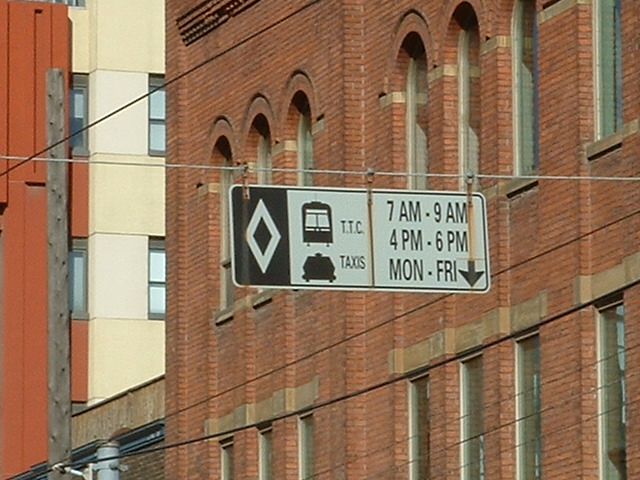 T.T.C.
TAXIS
7 AM - 9 AM
4 PM - 6 PM
MON - FRI